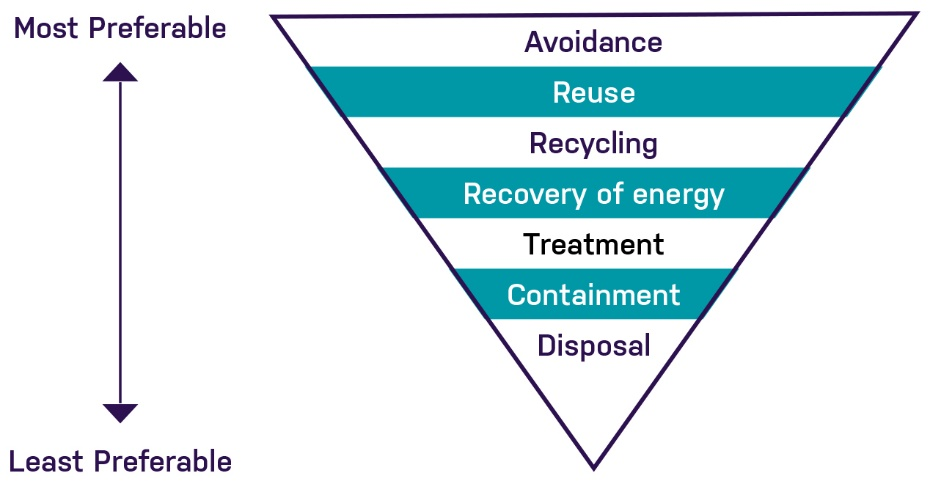 Most Preferable
Avoidance
Reuse
Recycling
Recovery of energy
Treatment
Containment
Disposal
Least Preferable